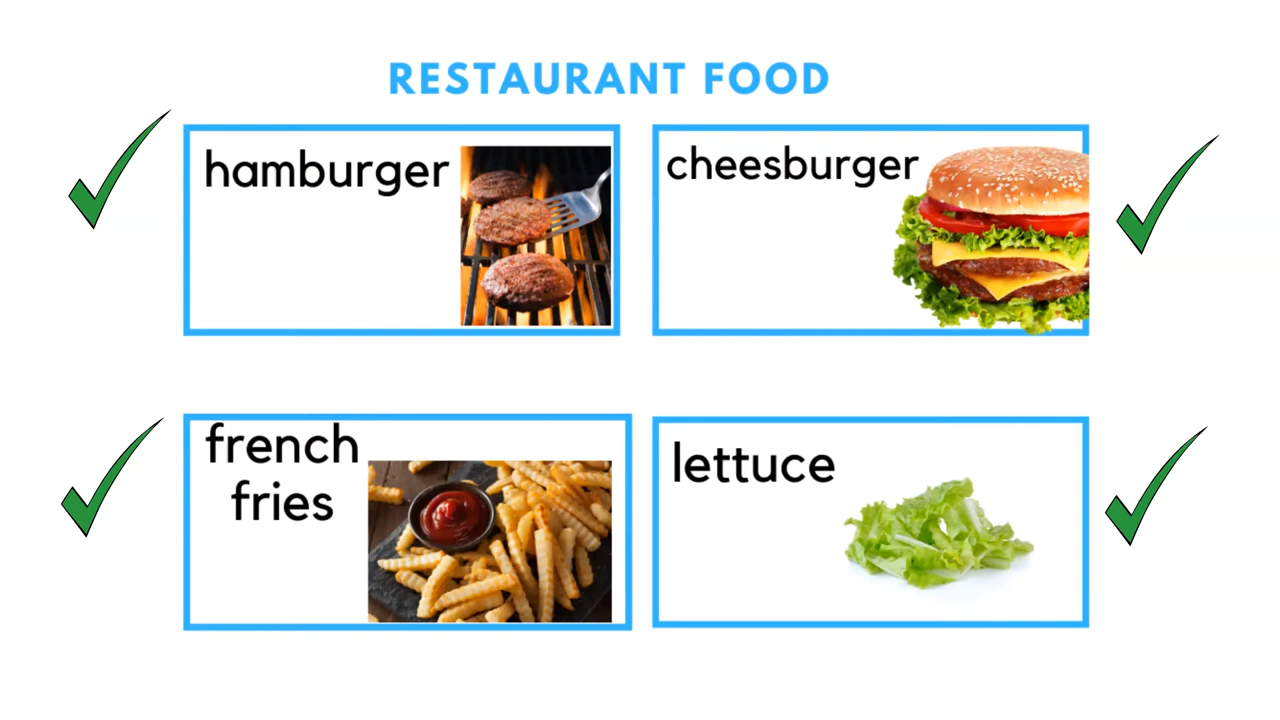 RESTAURANT FOOD
hamburger
cheesburger
french
fries
lettuce